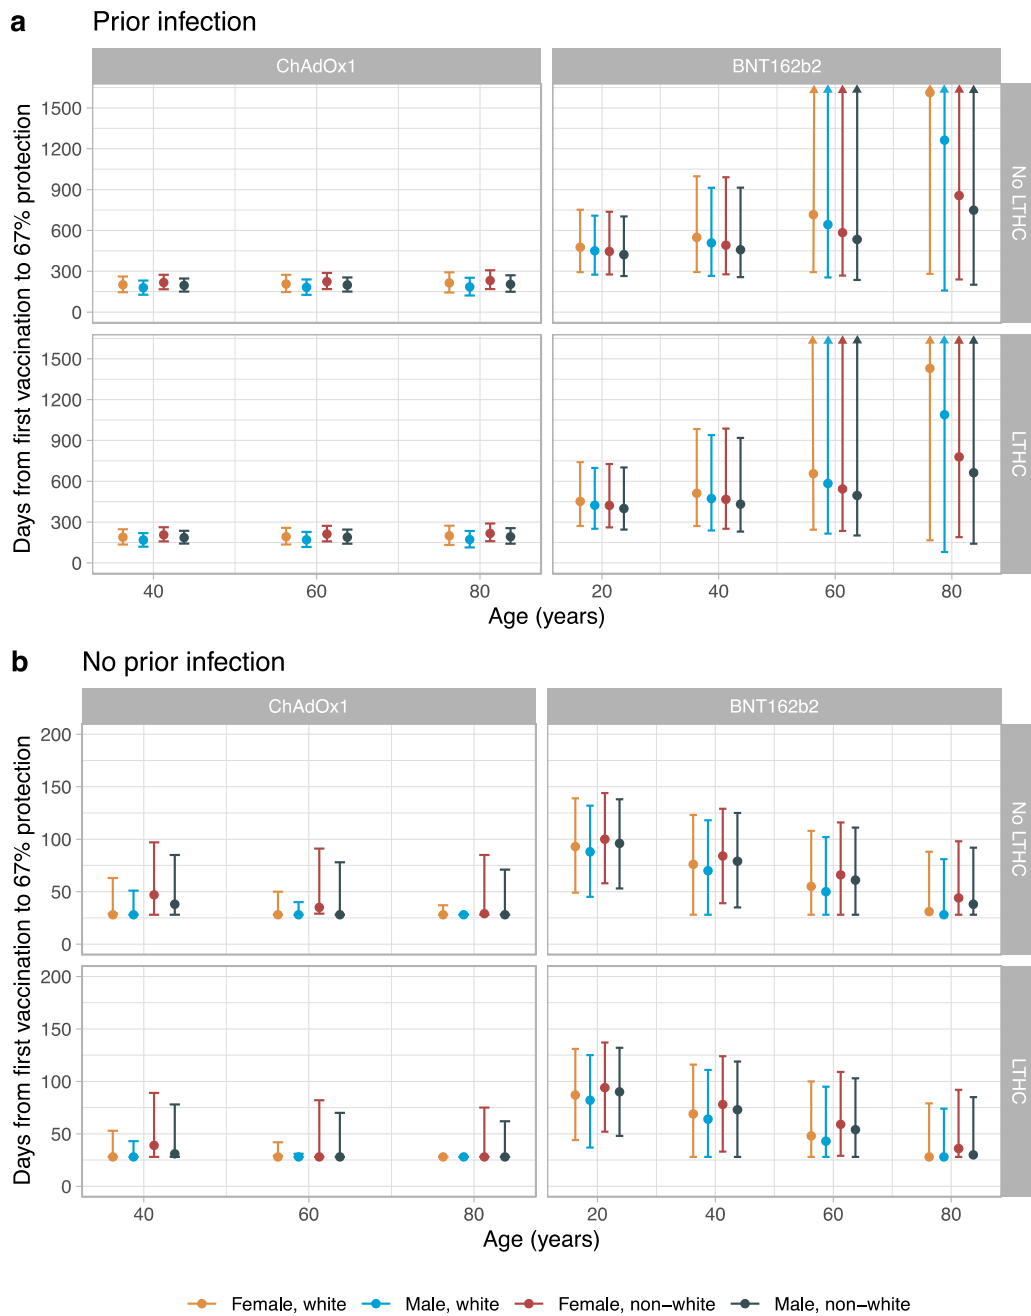 a Prior infection
ChAdOx1 BNT162b2
Days from first vaccination to 67% protection
1500
1200
900
600
300
0
No LTHC
1500
1200
900
600
300
0
LTHC
40 60 80 20 40 60 80
Age (years)
b No prior infection
ChAdOx1 BNT162b2
Days from first vaccination to 67% protection
200
150
100
50
0
No LTHC
200
150
100
50
0
LTHC
40 60 80 20 40 60 80
Age (years)
Female, white Male, white Female, non−white Male, non−white